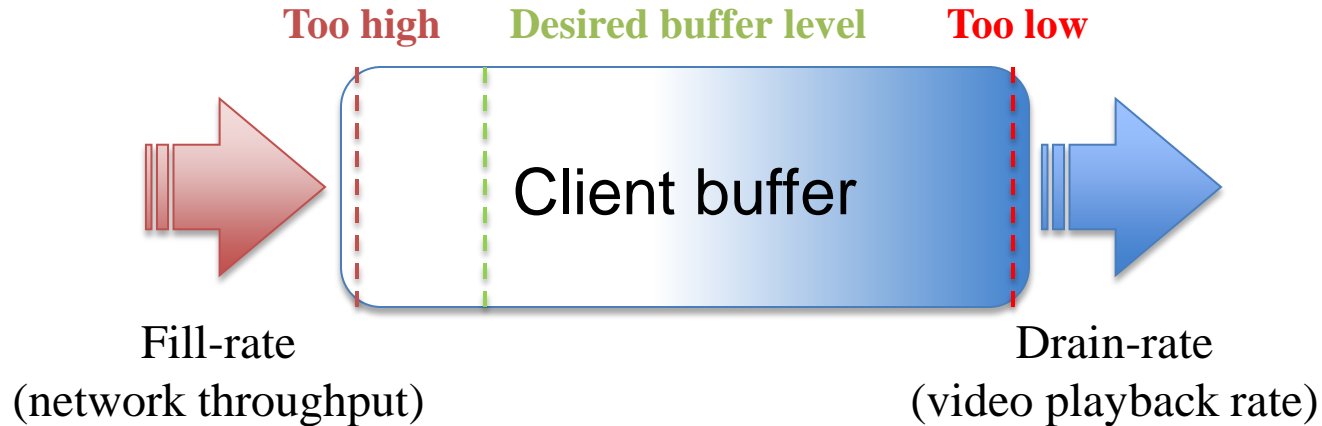 Too high
Desired buffer level
Too low
Client buffer
Fill-rate
(network throughput)
Drain-rate
(video playback rate)